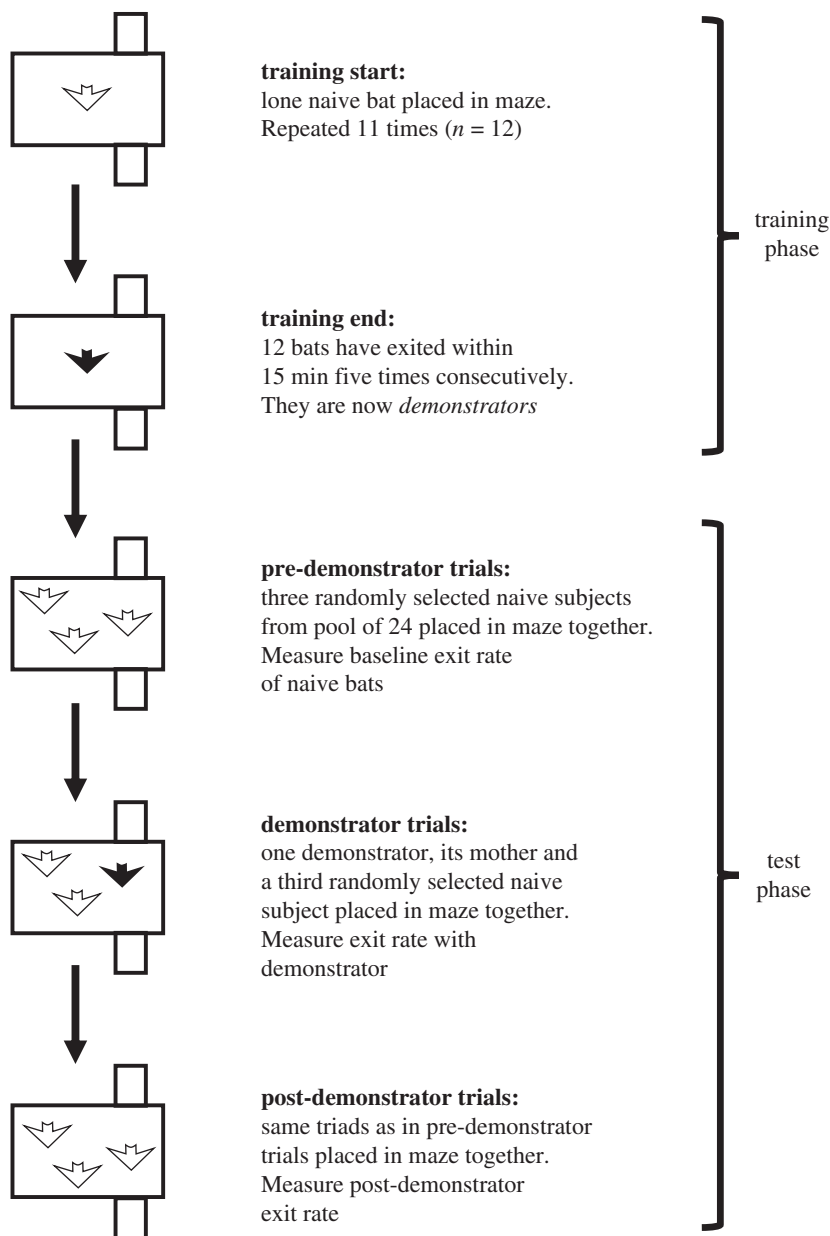 training start:
lone naive bat placed in maze.
Repeated 11 times (n = 12)
training
phase
training end:
12 bats have exited within
15 min five times consecutively.
They are now demonstrators
pre-demonstrator trials:
three randomly selected naive subjects
from pool of 24 placed in maze together.
Measure baseline exit rate
of naive bats
demonstrator trials:
one demonstrator, its mother and
a third randomly selected naive
subject placed in maze together.
Measure exit rate with
demonstrator
test
phase
post-demonstrator trials:
same triads as in pre-demonstrator
trials placed in maze together.
Measure post-demonstrator
exit rate